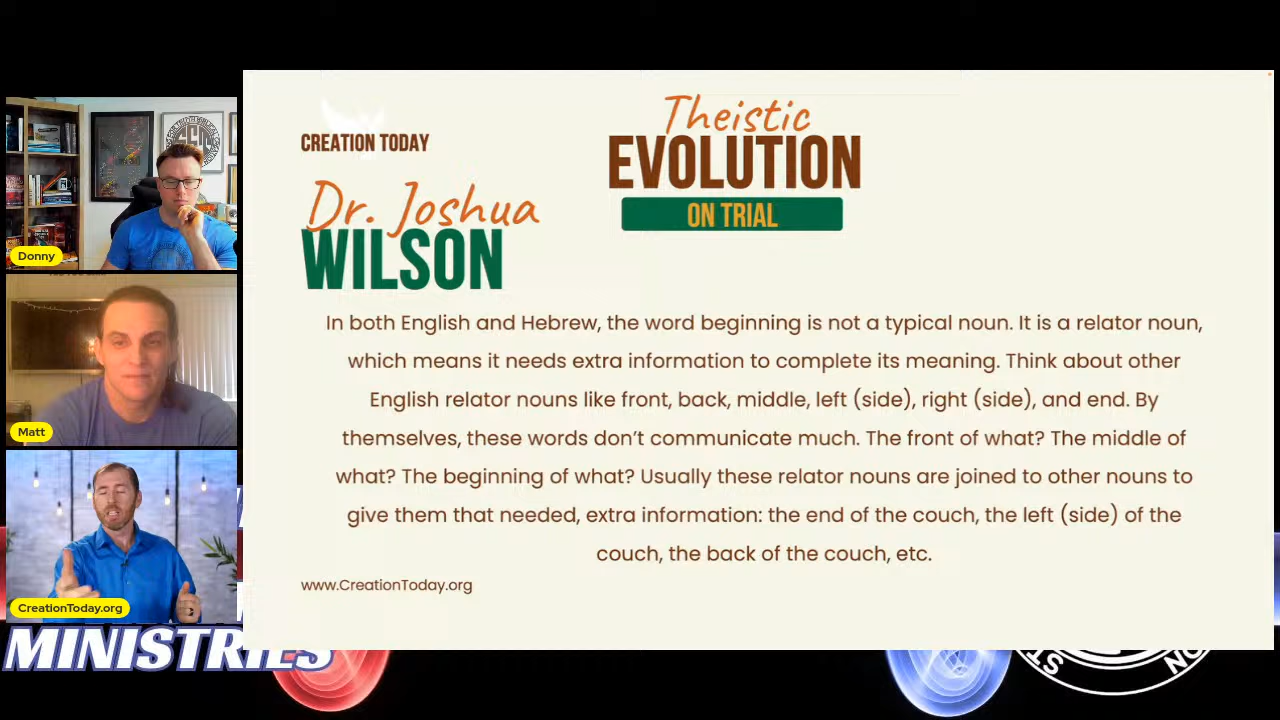 CREATION TODAY
Theistic
EVOLUTION
ON TRIAL
Dr. Joshua
WILSON
In both English and Hebrew, the word beginning is not a typical noun. It is a relator noun,
which means it needs extra information to complete its meaning. Think about other
English relator nouns like front, back, middle, left (side), right (side), and end. By
themselves, these words don’t communicate much. The front of what? The middle of
what? The beginning of what? Usually these relator nouns are joined to other nouns to
give them that needed, extra information: the end of the couch, the left (side) of the
couch, the back of the couch, etc.
www.CreationToday.org
Donny
Matt
CreationToday.org
MINISTRIES